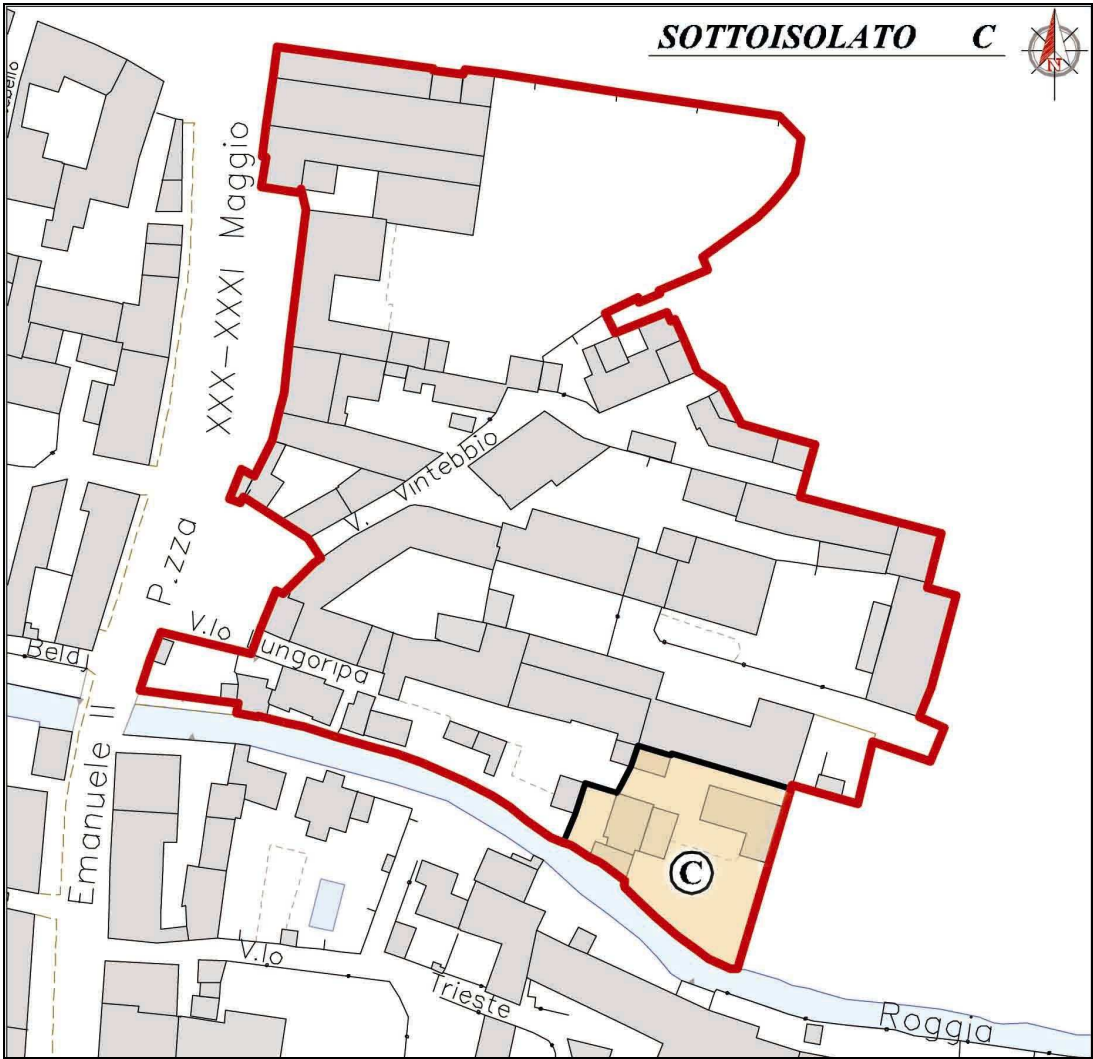 SOTTOISOLATO C
N
XXX-XXXI Maggio
V. Vintebbio
P.zza
V.lo Lungoripa
Emanuele II
C
V.lo
Trieste
Roggia